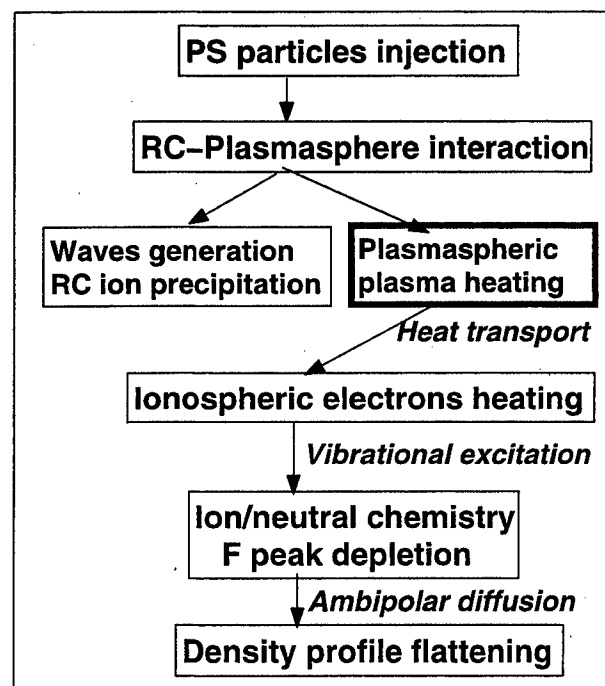 PS particles injection
RC–Plasmasphere interaction
Waves generation
RC ion precipitation
Plasmaspheric
plasma heating
Heat transport
Ionospheric electrons heating
Vibrational excitation
Ion/neutral chemistry
F peak depletion
Ambipolar diffusion
Density profile flattening